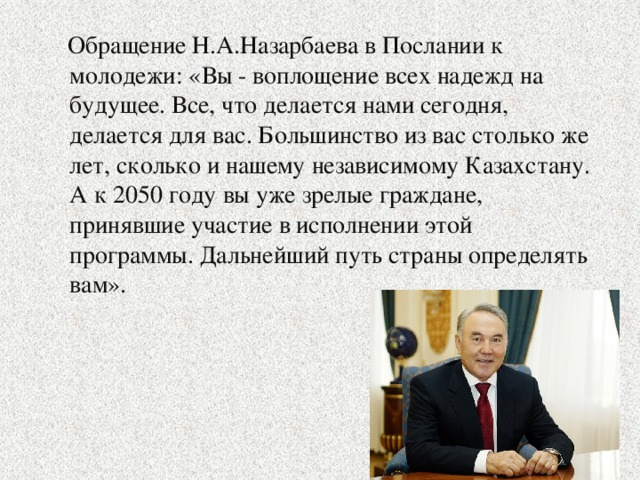 Обращение Н.А.Назарбаева в Послании к
молодежи: «Вы - воплощение всех надежд на
будущее. Все, что делается нами сегодня,
делается для вас. Большинство из вас столько же
лет, сколько и нашему независимому Казахстану.
А к 2050 году вы уже зрелые граждане,
принявшие участие в исполнении этой
программы. Дальнейший путь страны определять
вам».